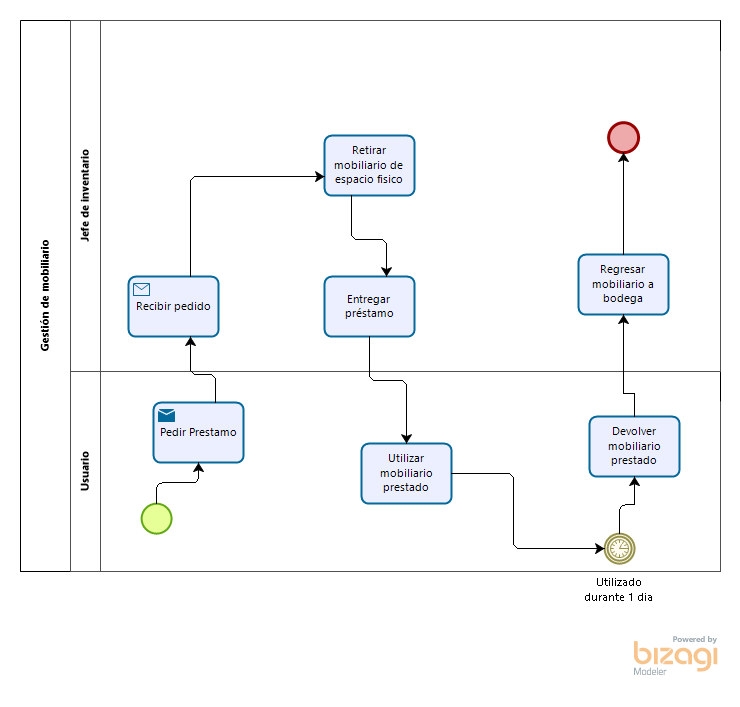 Gestión de mobiliario
Jefe de inventario
Retirar
mobiliario de
espacio fisico
Recibir pedido
Entregar
préstamo
Regresar
mobiliario a
bodega
Usuario
Pedir Prestamo
Utilizar
mobiliario
prestado
Devolver
mobiliario
prestado
Utilizado
durante 1 dia
Powered by
bizagi
Modeler